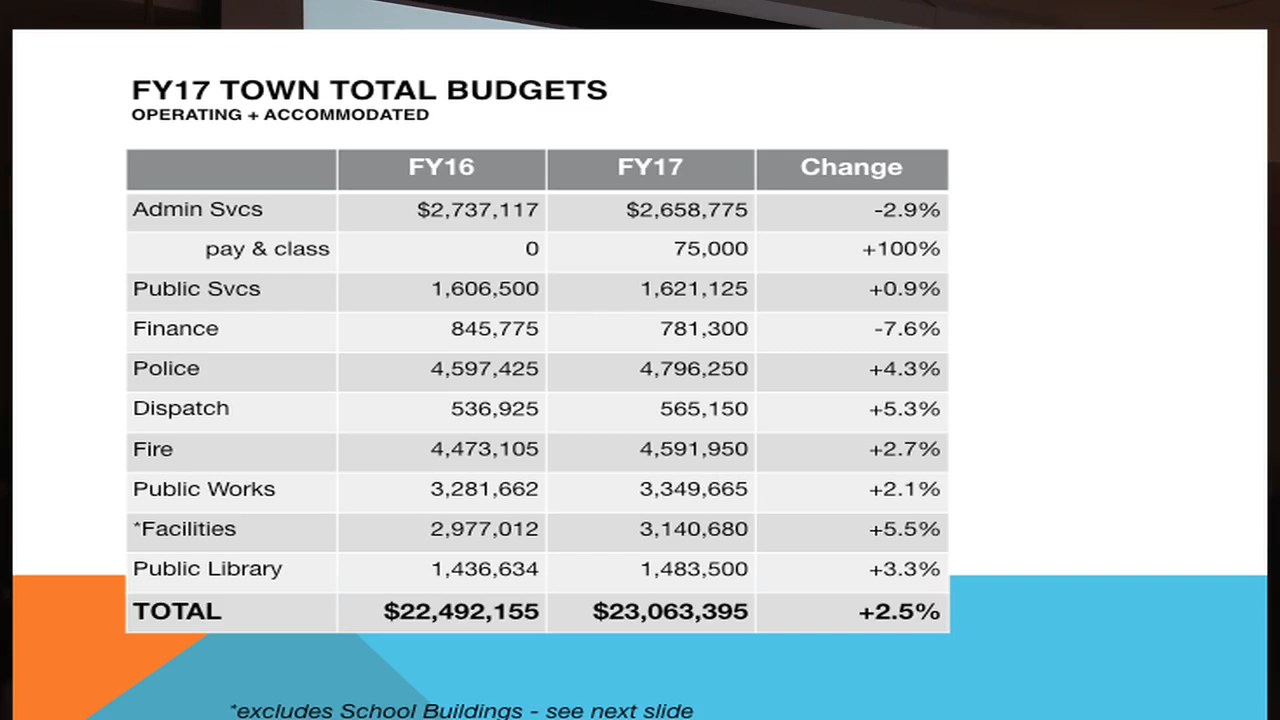 FY17 TOWN TOTAL BUDGETS
OPERATING + ACCOMMODATED
FY16 FY17 Change
Admin Svcs $2,737,117 $2,658,775 -2.9%
pay & class 0 75,000 +100%
Public Svcs 1,606,500 1,621,125 +0.9%
Finance 845,775 781,300 -7.6%
Police 4,597,425 4,796,250 +4.3%
Dispatch 536,925 565,150 +5.3%
Fire 4,473,105 4,591,950 +2.7%
Public Works 3,281,662 3,349,665 +2.1%
*Facilities 2,977,012 3,140,680 +5.5%
Public Library 1,436,634 1,483,500 +3.3%
TOTAL $22,492,155 $23,063,395 +2.5%
*excludes School Buildings - see next slide